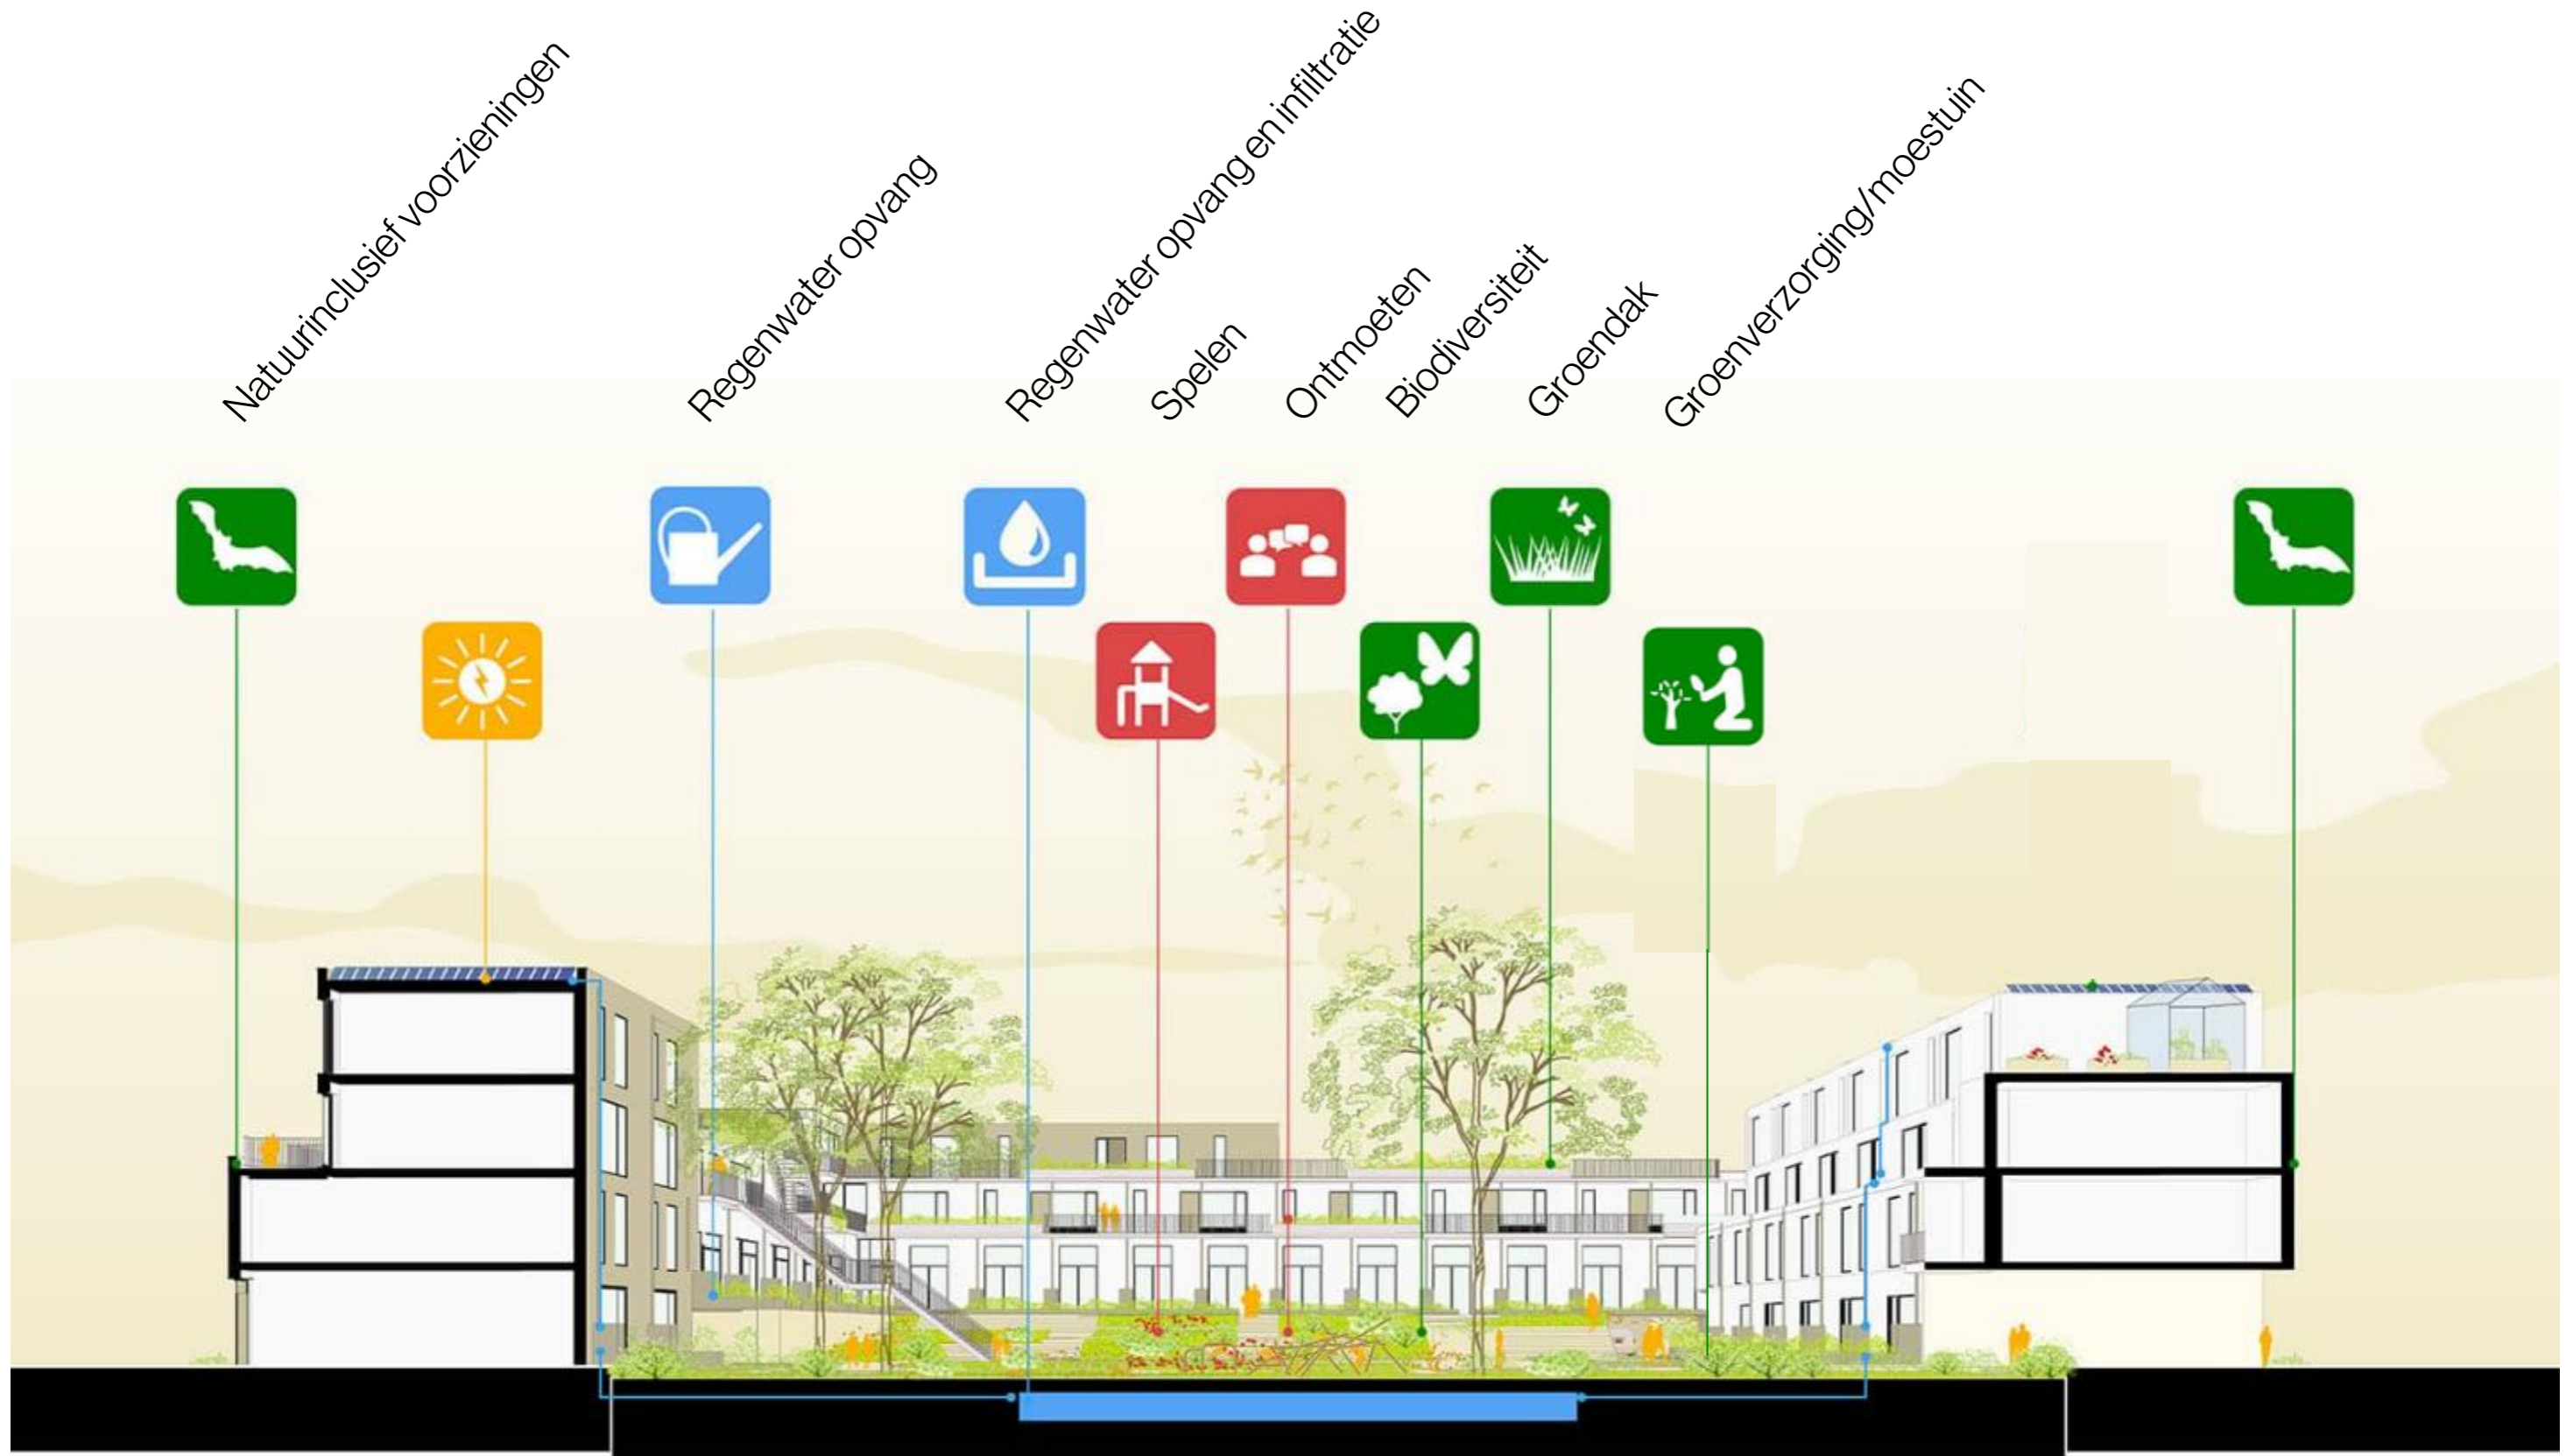 Natuurinclusief voorzieningen
Regenwater opvang
Regenwater opvang en infiltratie
Spelen
Ontmoeten
Biodiversiteit
Groendak
Groenverzorging/moestuin